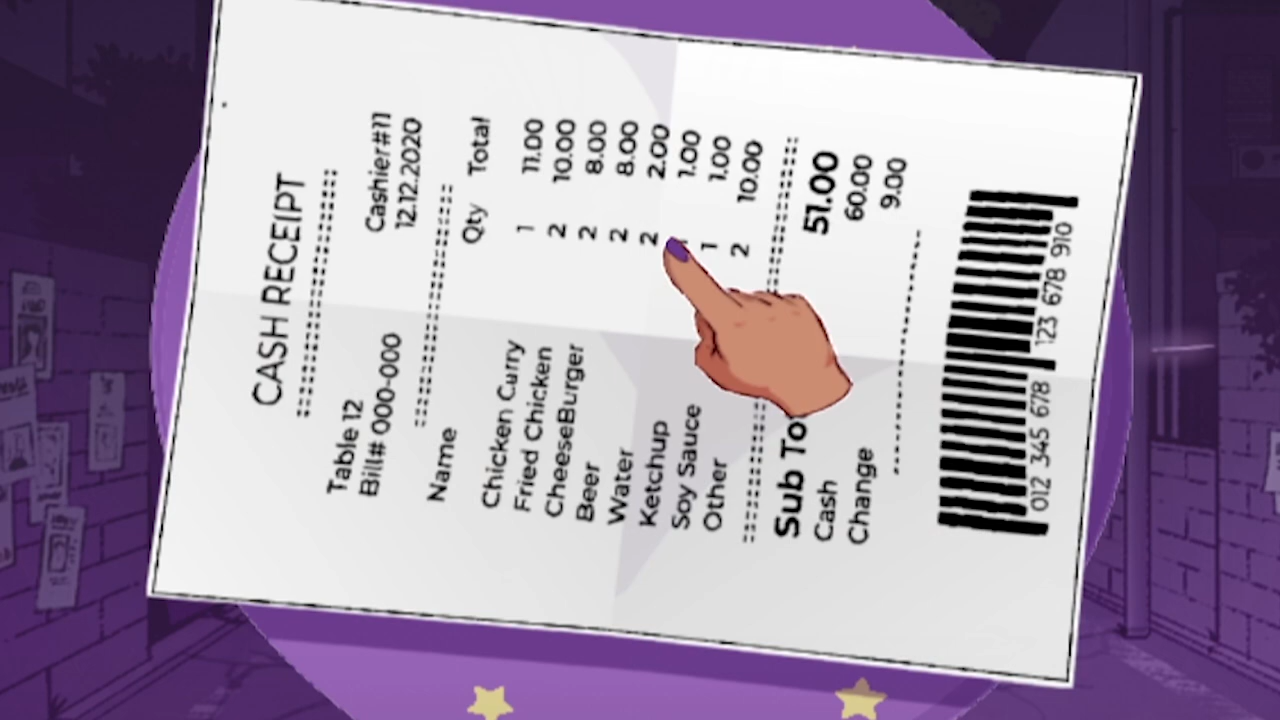 CASH RECEIPT
Table 12 Cashier#11
Bill# 000-000 12.12.2020
Name Qty Total
Chicken Curry 1 11.00
Fried Chicken 2 10.00
CheeseBurger 2 8.00
Beer 2 8.00
Water 2 2.00
Ketchup 1.00
Soy Sauce 1 1.00
Other 2 10.00
Sub 51.00
Cash 60.00
Change 9.00
012 345 678 123 678 910